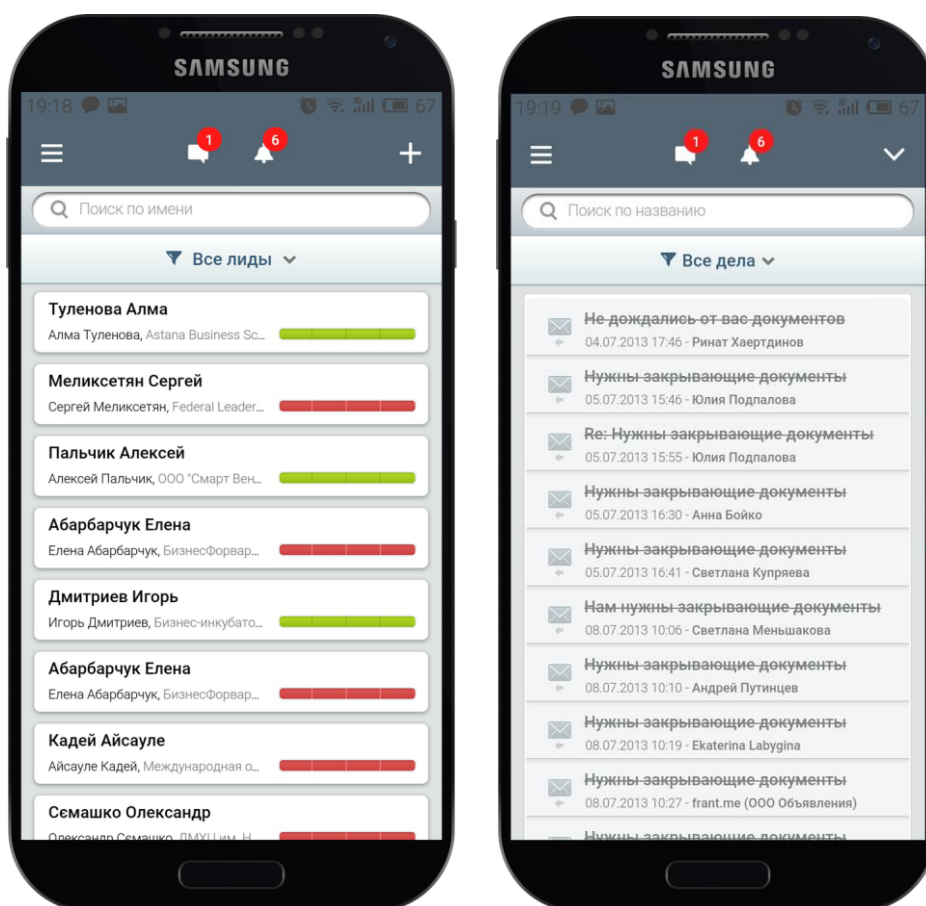 SAMSUNG
19:18
67
1
6
Поиск по имени
Все лиды
Туленова Алма
Алма Туленова, Astana Business Sc...
Меликсетян Сергей
Сергей Меликсетян, Federal Leader...
Пальчик Алексей
Алексей Пальчик, ООО "Смарт Вен...
Абарбарчук Елена
Елена Абарбарчук, БизнесФорвар...
Дмитриев Игорь
Игорь Дмитриев, Бизнес-инкубато...
Абарбарчук Елена
Елена Абарбарчук, БизнесФорвар...
Кадей Айсауле
Айсауле Кадей, Международная о...
Сємашко Олександр
Олександр Сємашко, ДМХЦ им. Н
SAMSUNG
19:19
67
1
6
Поиск по названию
Все дела
Не дождались от вас документов
04.07.2013 17:46 - Ринат Хаертдинов
Нужны закрывающие документы
05.07.2013 15:46 - Юлия Подпалова
Re: Нужны закрывающие документы
05.07.2013 15:55 - Юлия Подпалова
Нужны закрывающие документы
05.07.2013 16:30 - Анна Бойко
Нужны закрывающие документы
05.07.2013 16:41 - Светлана Купряева
Нам нужны закрывающие документы
08.07.2013 10:06 - Светлана Меньшакова
Нужны закрывающие документы
08.07.2013 10:10 - Андрей Путинцев
Нужны закрывающие документы
08.07.2013 10:19 - Ekaterina Labygina
Нужны закрывающие документы
08.07.2013 10:27 - frant.me (ООО Объявления)
Нужны закрывающие документы